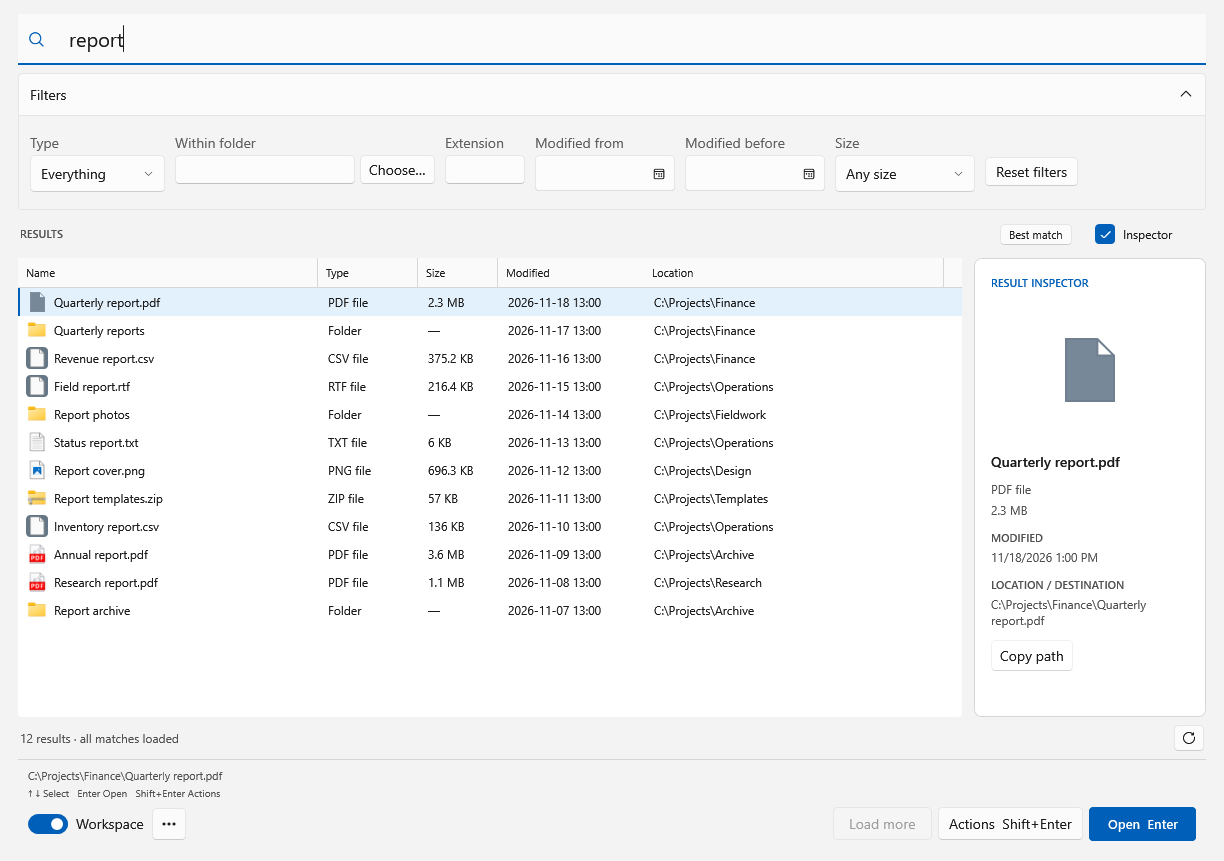 report
Filters
Type Within folder Extension Modified from Modified before Size
Everything Choose... Any size Reset filters
RESULTS Best match Inspector
Name Type Size Modified Location
Quarterly report.pdf PDF file 2.3 MB 2026-11-18 13:00 C:\Projects\Finance
Quarterly reports Folder — 2026-11-17 13:00 C:\Projects\Finance
Revenue report.csv CSV file 375.2 KB 2026-11-16 13:00 C:\Projects\Finance
Field report.rtf RTF file 216.4 KB 2026-11-15 13:00 C:\Projects\Operations
Report photos Folder — 2026-11-14 13:00 C:\Projects\Fieldwork
Status report.txt TXT file 6 KB 2026-11-13 13:00 C:\Projects\Operations
Report cover.png PNG file 696.3 KB 2026-11-12 13:00 C:\Projects\Design
Report templates.zip ZIP file 57 KB 2026-11-11 13:00 C:\Projects\Templates
Inventory report.csv CSV file 136 KB 2026-11-10 13:00 C:\Projects\Operations
PDF Annual report.pdf PDF file 3.6 MB 2026-11-09 13:00 C:\Projects\Archive
PDF Research report.pdf PDF file 1.1 MB 2026-11-08 13:00 C:\Projects\Research
Report archive Folder — 2026-11-07 13:00 C:\Projects\Archive
RESULT INSPECTOR
Quarterly report.pdf
PDF file
2.3 MB
MODIFIED
11/18/2026 1:00 PM
LOCATION / DESTINATION
C:\Projects\Finance\Quarterly
report.pdf
Copy path
12 results · all matches loaded
C:\Projects\Finance\Quarterly report.pdf
↑↓ Select Enter Open Shift+Enter Actions
Workspace ••• Load more Actions Shift+Enter Open Enter